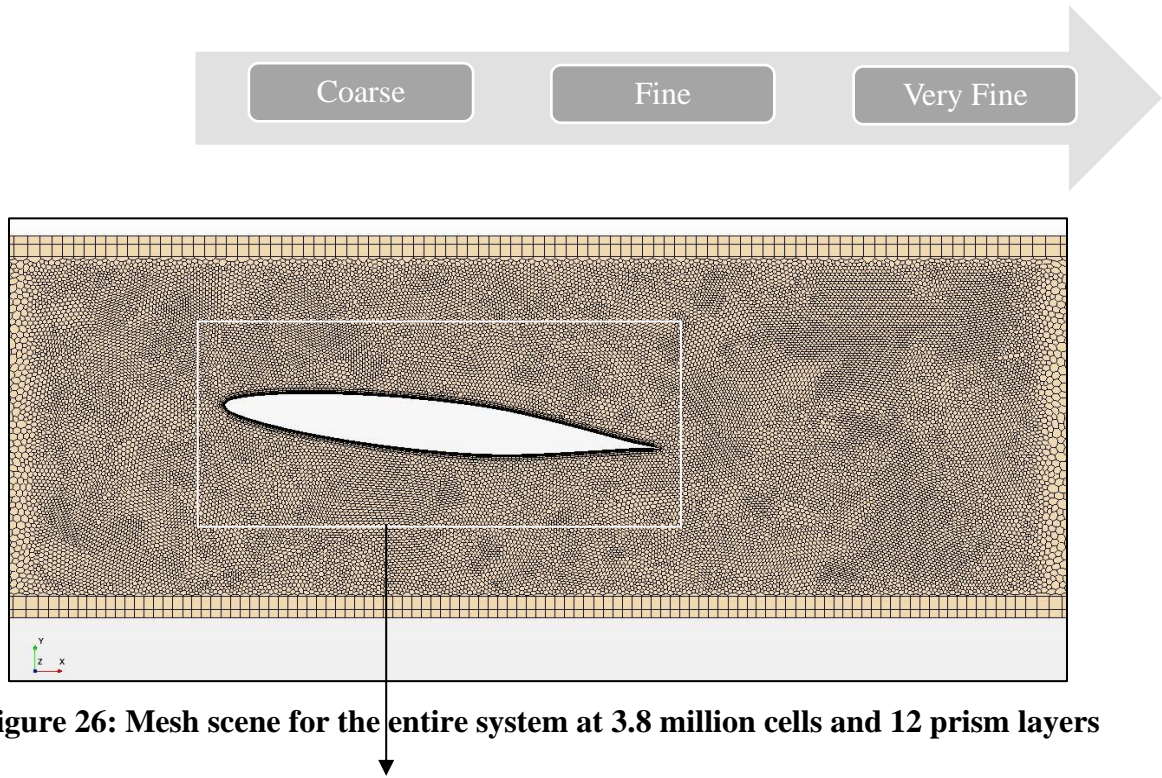 Coarse Fine Very Fine
Y
Z X
igure 26: Mesh scene for the entire system at 3.8 million cells and 12 prism layers